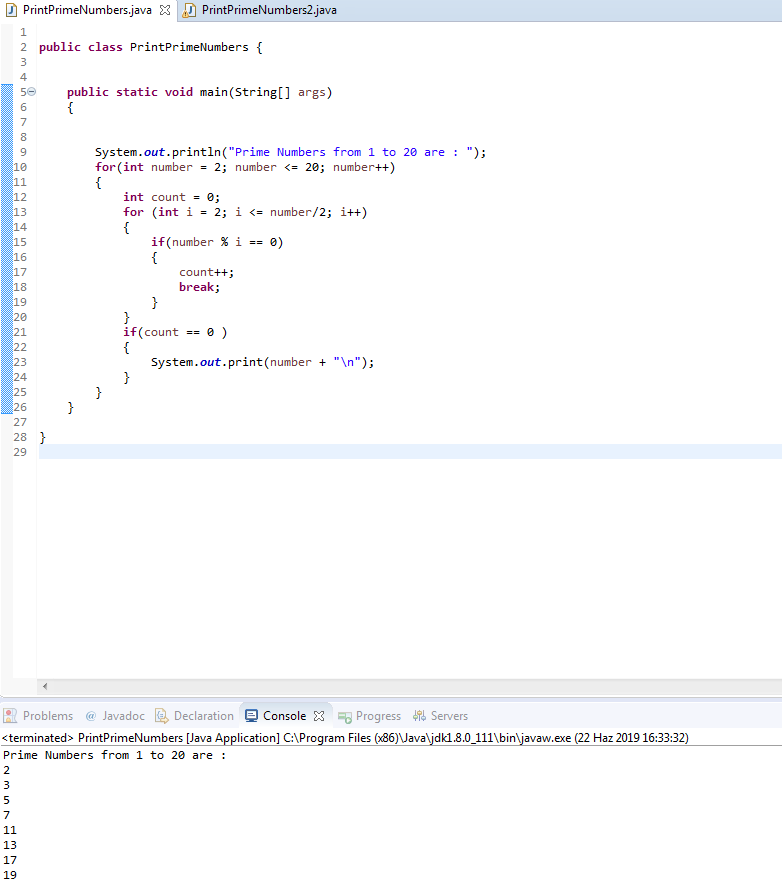 PrintPrimeNumbers.java PrintPrimeNumbers2.java
1
2 public class PrintPrimeNumbers {
3
4
5 public static void main(String[] args)
6 {
7
8
9 System.out.println("Prime Numbers from 1 to 20 are : ");
10 for(int number = 2; number <= 20; number++)
11 {
12 int count = 0;
13 for (int i = 2; i <= number/2; i++)
14 {
15 if(number % i == 0)
16 {
17 count++;
18 break;
19 }
20 }
21 if(count == 0 )
22 {
23 System.out.print(number + "\n");
24 }
25 }
26 }
27
28 }
29
Problems @ Javadoc Declaration Console Progress Servers
<terminated> PrintPrimeNumbers [Java Application] C:\Program Files (x86)\Java\jdk1.8.0_111\bin\javaw.exe (22 Haz 2019 16:33:32)
Prime Numbers from 1 to 20 are :
2
3
5
7
11
13
17
19